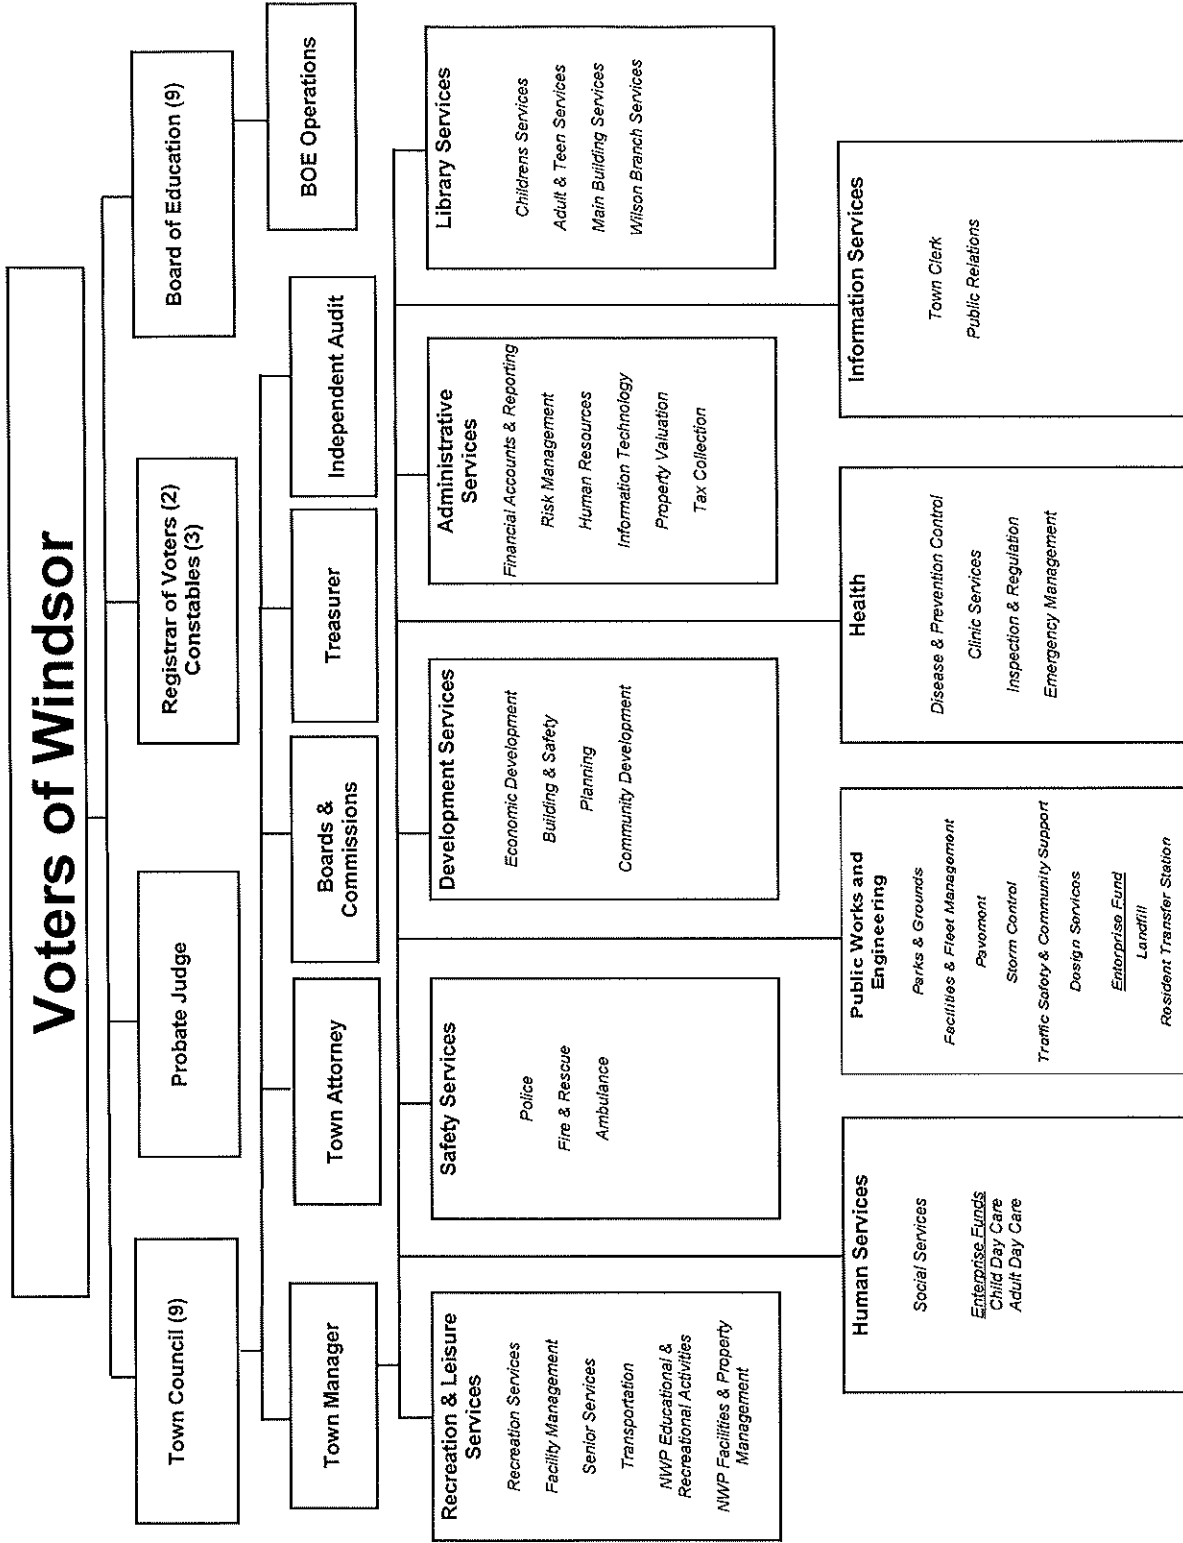 Voters of Windsor
Town Council (9)
Probate Judge
Registrar of Voters (2)
Constables (3)
Board of Education (9)
BOE Operations
Town Manager
Town Attorney
Boards &
Commissions
Treasurer
Independent Audit
Recreation & Leisure
Services
Recreation Services
Facility Management
Senior Services
Transportation
NWP Educational &
Recreational Activities
NWP Facilities & Property
Management
Safety Services
Police
Fire & Rescue
Ambulance
Development Services
Economic Development
Building & Safety
Planning
Community Development
Administrative
Services
Financial Accounts & Reporting
Risk Management
Human Resources
Information Technology
Property Valuation
Tax Collection
Library Services
Childrens Services
Adult & Teen Services
Main Building Services
Wilson Branch Services
Human Services
Social Services
Enterprise Funds
Child Day Care
Adult Day Care
Public Works and
Engineering
Parks & Grounds
Facilities & Fleet Management
Pavement
Storm Control
Traffic Safety & Community Support
Design Services
Enterprise Fund
Landfill
Resident Transfer Station
Health
Disease & Prevention Control
Clinic Services
Inspection & Regulation
Emergency Management
Information Services
Town Clerk
Public Relations